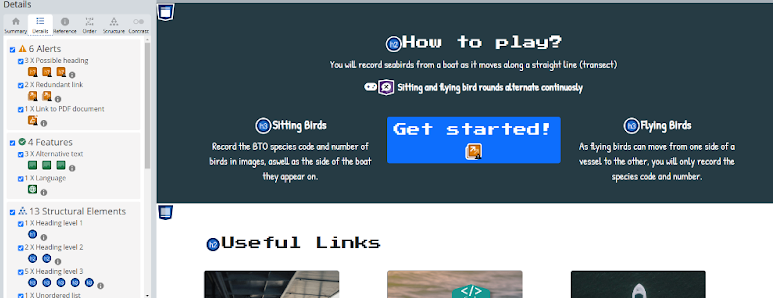 Details
Summary Details Reference Order Structure Contrast
6 Alerts
3 X Possible heading
2 X Redundant link
1 X Link to PDF document
4 Features
3 X Alternative text
1 X Language
13 Structural Elements
1 X Heading level 1
2 X Heading level 2
5 X Heading level 3
1 X Unordered list
h2 How to play?
You will record seabirds from a boat as it moves along a straight line (transect)
Sitting and flying bird rounds alternate continuosly
h3 Sitting Birds
Record the BTO species code and number
of birds in images, aswell as the side of the boat
they appear on.
Get started!
h3 Flying Birds
As flying birds can move from one side of a
vessel to the other, you will only record the
species code and number.
h2 Useful Links